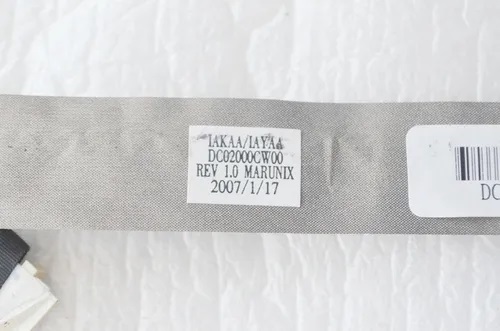 IAKAA/IAYAA
DC02000CW00
REV 1.0 MARUNIX
2007/1/17
DC